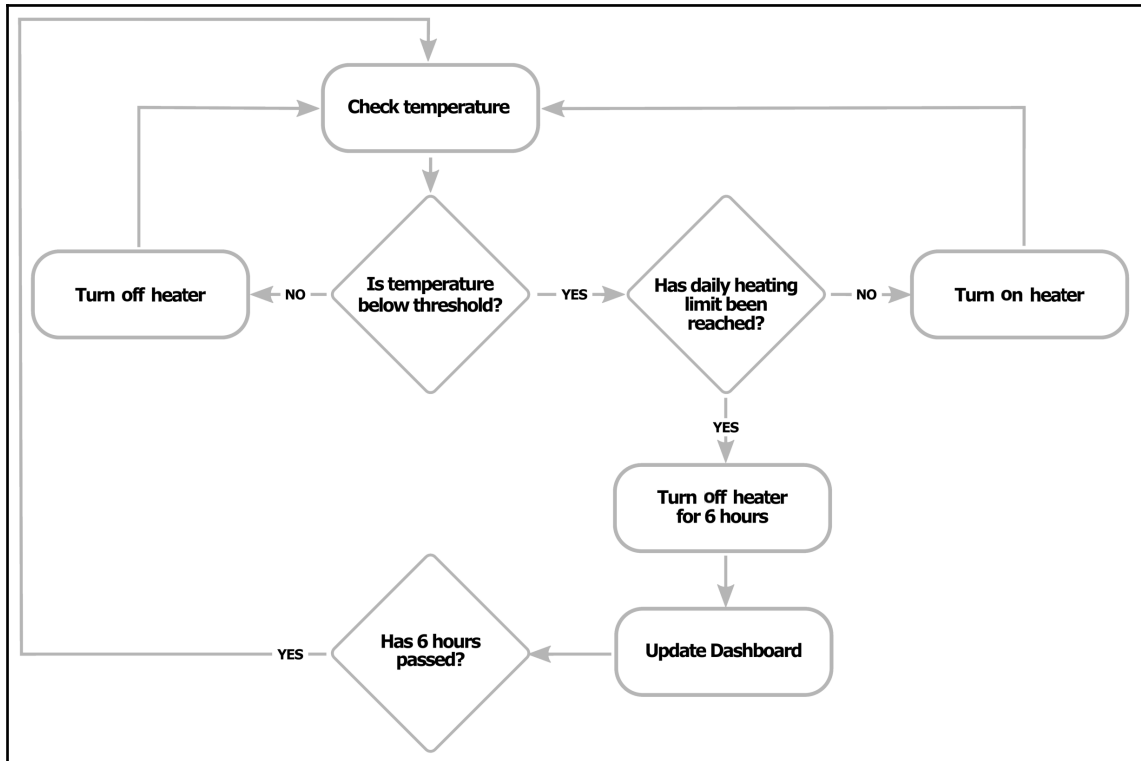 Check temperature
Is temperature
below threshold?
NO
Turn off heater
YES
Has daily heating
limit been
reached?
NO
Turn on heater
YES
Turn off heater
for 6 hours
Update Dashboard
Has 6 hours
passed?
YES